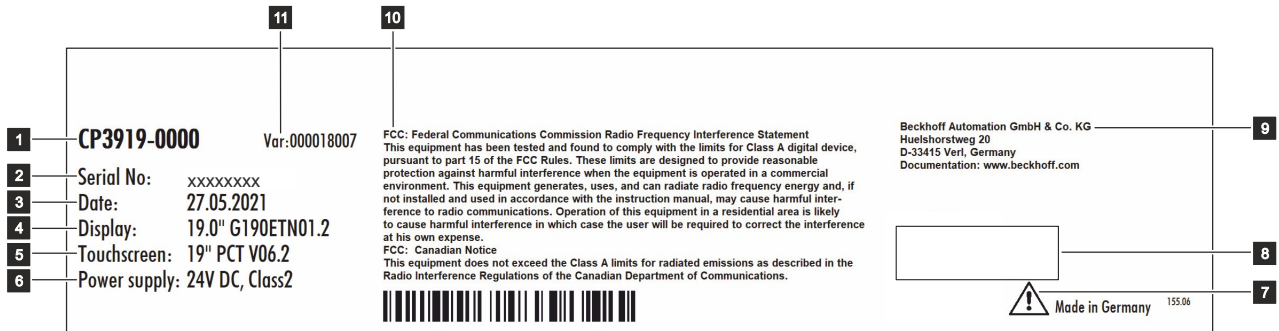 11
10
1
CP3919-0000
Var:000018007
2
Serial No: xxxxxxxx
3
Date: 27.05.2021
4
Display: 19.0" G190ETN01.2
5
Touchscreen: 19" PCT V06.2
6
Power supply: 24V DC, Class2
FCC: Federal Communications Commission Radio Frequency Interference Statement
This equipment has been tested and found to comply with the limits for Class A digital device,
pursuant to part 15 of the FCC Rules. These limits are designed to provide reasonable
protection against harmful interference when the equipment is operated in a commercial
environment. This equipment generates, uses, and can radiate radio frequency energy and, if
not installed and used in accordance with the instruction manual, may cause harmful inter-
ference to radio communications. Operation of this equipment in a residential area is likely
to cause harmful interference in which case the user will be required to correct the interference
at his own expense.
FCC: Canadian Notice
This equipment does not exceed the Class A limits for radiated emissions as described in the
Radio Interference Regulations of the Canadian Department of Communications.
Beckhoff Automation GmbH & Co. KG
9
Huelshorstweg 20
D-33415 Verl, Germany
Documentation: www.beckhoff.com
8
7
Made in Germany
155.06